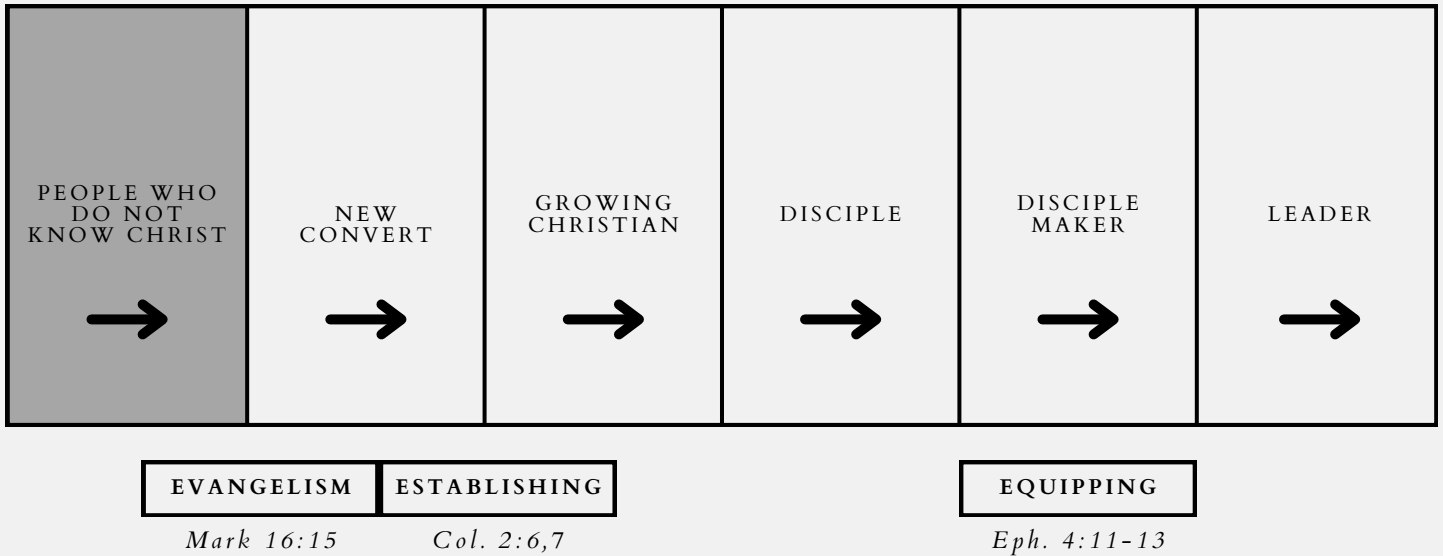 PEOPLE WHO
DO NOT
KNOW CHRIST
NEW
CONVERT
GROWING
CHRISTIAN
DISCIPLE
DISCIPLE
MAKER
LEADER
EVANGELISM
ESTABLISHING
EQUIPPING
Mark 16:15
Col. 2:6,7
Eph. 4:11-13